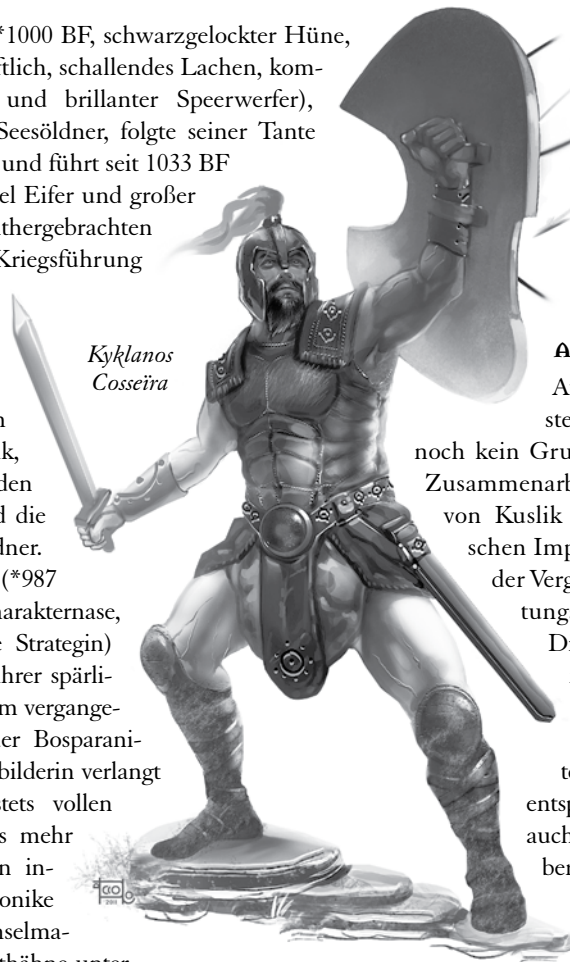 *1000 BF, schwarzgelockter Hüne,
ftlich, schallendes Lachen, kom-
und brillanter Speerwerfer),
Seesöldner, folgte seiner Tante
und führt seit 1033 BF
el Eifer und großer
thergebrachten
Kriegsführung
Kyklanos
Cosseïra
n
k,
den
d die
dner.
(*987
harakternase,
e Strategin)
hrer spärli-
m vergange-
er Bosparani-
bilderin verlangt
stets vollen
s mehr
n in-
onike
nselma-
thähne unter
A
A
ste
noch kein Gru
Zusammenarb
von Kuslik
schen Imp
der Verg
tung
Di
te
entsp
auch
ber